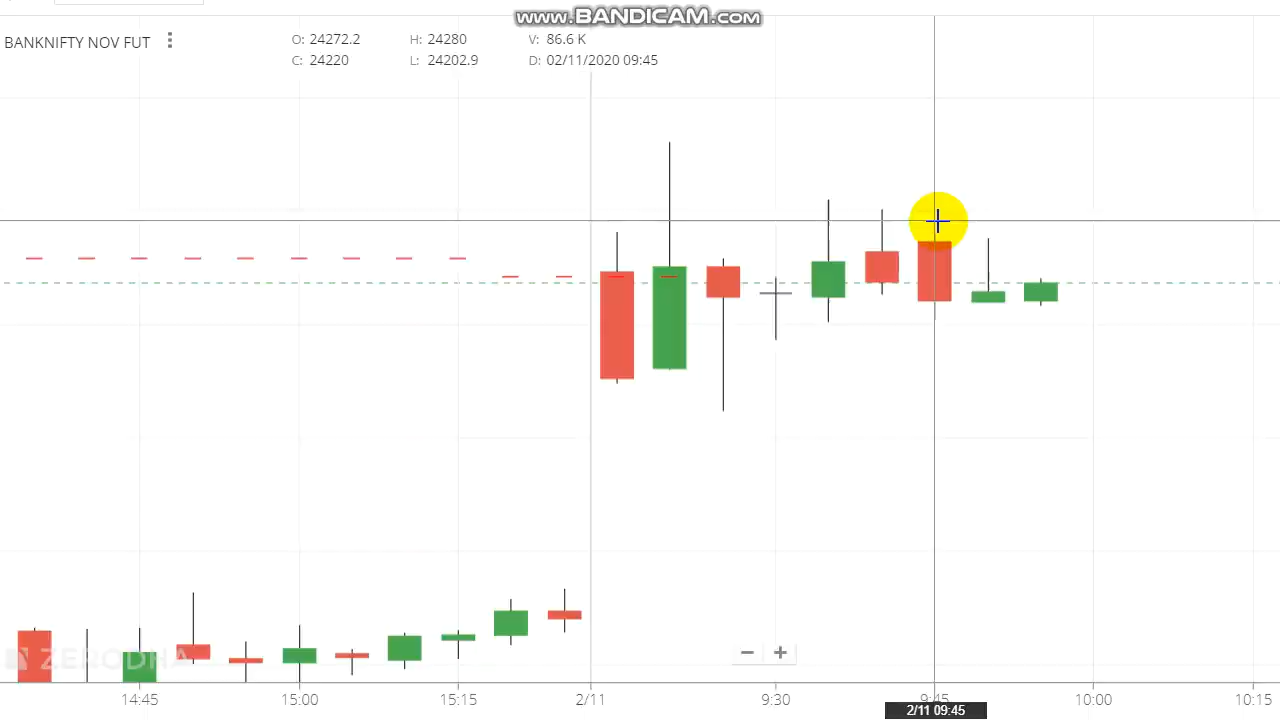 www.BANDICAM.com
BANKNIFTY NOV FUT
O: 24272.2 H: 24280 V: 86.6 K
C: 24220 L: 24202.9 D: 02/11/2020 09:45
ZERODHA
14:45 15:00 15:15 2/11 9:30 9:45 10:00 10:15
2/11 09:45